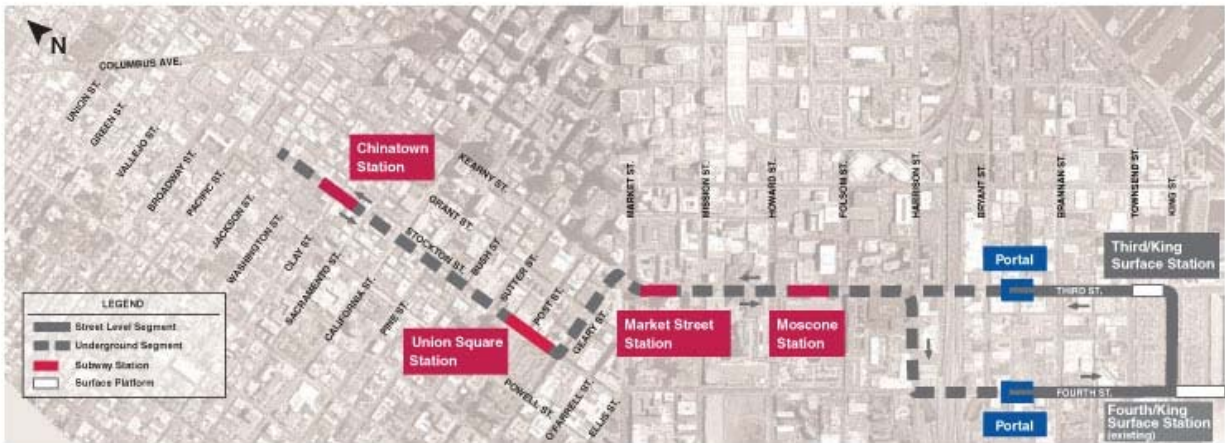 N
COLUMBUS AVE.
UNION ST.
GREEN ST.
VALLEJO ST.
BROADWAY ST.
PACIFIC ST.
JACKSON ST.
WASHINGTON ST.
CLAY ST.
SACRAMENTO ST.
CALIFORNIA ST.
PINE ST.
Chinatown
Station
KEARNY ST.
GRANT ST.
STOCKTON ST.
BUSH ST.
SUTTER ST.
POST ST.
GEARY ST.
Union Square
Station
POWELL ST.
O'FARRELL ST.
ELLIS ST.
MARKET ST.
MISSION ST.
HOWARD ST.
FOLSOM ST.
HARRISON ST.
BRYANT ST.
BRANNAN ST.
TOWNSEND ST.
KING ST.
Market Street
Station
Moscone
Station
Portal
Third/King
Surface Station
THIRD ST.
FOURTH ST.
Portal
Fourth/King
Surface Station
(existing)
LEGEND
Street Level Segment
Underground Segment
Subway Station
Surface Platform